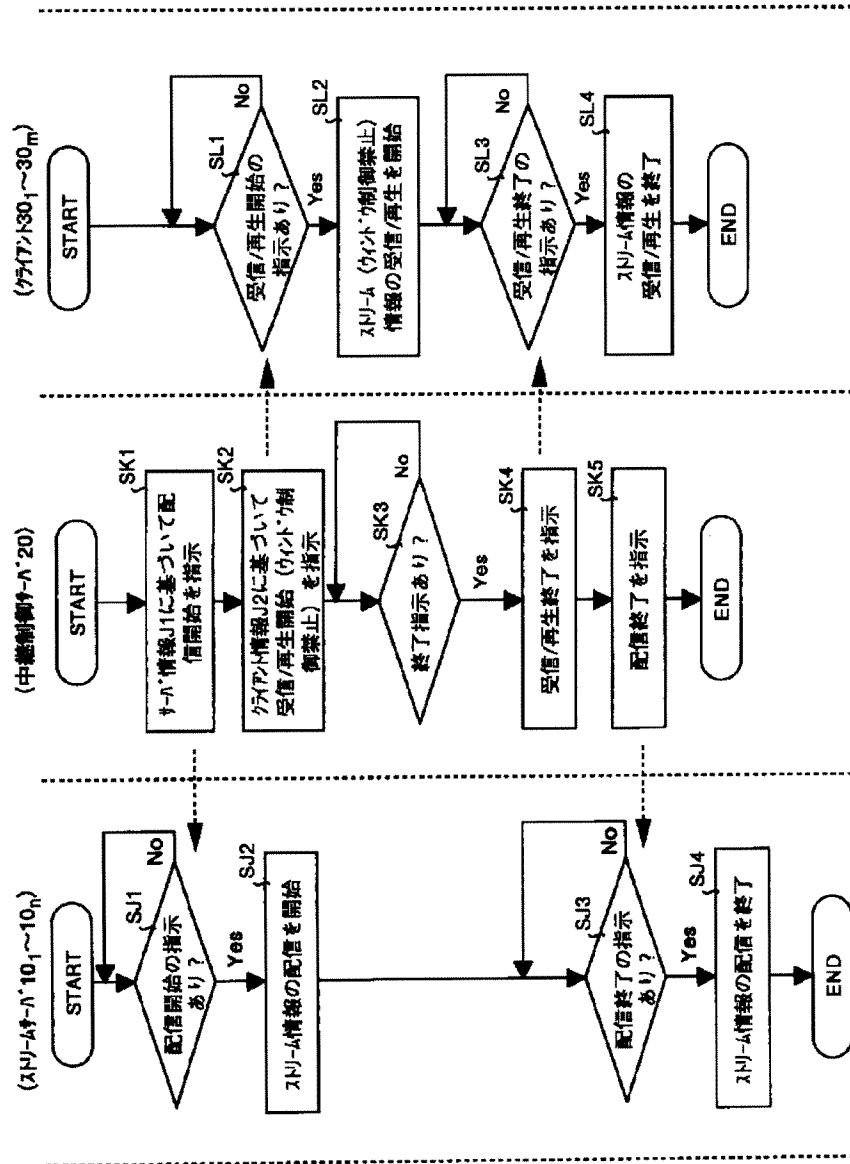 (ストリームサーバ10₁~10ₙ)
START
SJ1
配信開始の指示
あり?
No
Yes
SJ2
ストリーム情報の配信を開始
SJ3
配信終了の指示
あり?
No
Yes
SJ4
ストリーム情報の配信を終了
END
(中継制御サーバ20)
START
SK1
サーバ情報J1に基づいて配
信開始を指示
SK2
クライアント情報J2に基づいて
受信/再生開始(ウィンドウ制
御禁止)を指示
SK3
終了指示あり?
No
Yes
SK4
受信/再生終了を指示
SK5
配信終了を指示
END
(クライアント30₁~30ₘ)
START
SL1
受信/再生開始の
指示あり?
No
Yes
SL2
ストリーム(ウィンドウ制御禁止)
情報の受信/再生を開始
SL3
受信/再生終了の
指示あり?
No
Yes
SL4
ストリーム情報の
受信/再生を終了
END